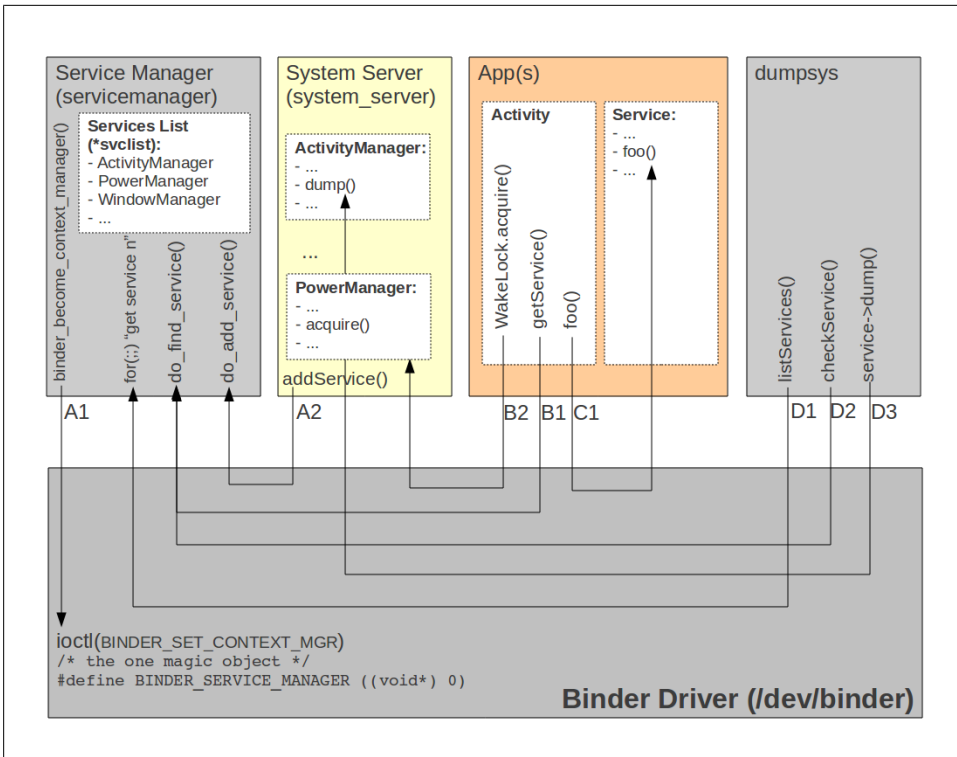 Service Manager
(servicemanager)
binder_become_context_manager()
Services List
(*svclist):
- ActivityManager
- PowerManager
- WindowManager
- ...
for(;;) "get service n"
do_find_service()
do_add_service()
A1
System Server
(system_server)
ActivityManager:
- ...
- dump()
- ...
...
PowerManager:
- ...
- acquire()
- ...
addService()
A2
App(s)
Activity
WakeLock.acquire()
getService()
foo()
Service:
- ...
- foo()
- ...
B2
B1
C1
dumpsys
listServices()
checkService()
service->dump()
D1
D2
D3
ioctl(BINDER_SET_CONTEXT_MGR)
/* the one magic object */
#define BINDER_SERVICE_MANAGER ((void*) 0)
Binder Driver (/dev/binder)